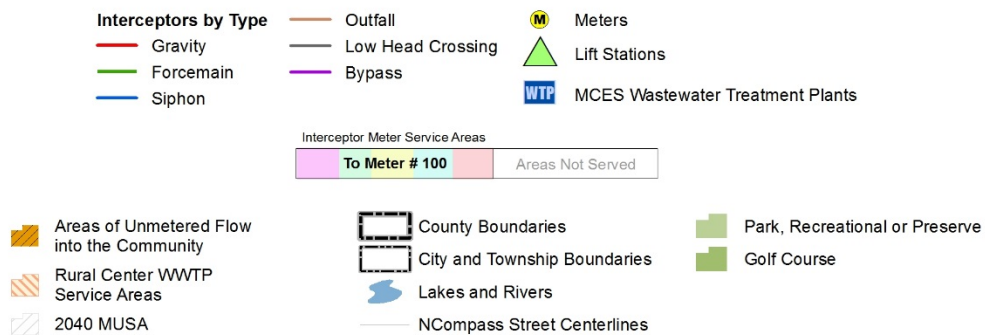 Interceptors by Type
Gravity
Forcemain
Siphon
Outfall
Low Head Crossing
Bypass
M Meters
Lift Stations
WTP MCES Wastewater Treatment Plants
Interceptor Meter Service Areas
To Meter # 100 Areas Not Served
Areas of Unmetered Flow
into the Community
Rural Center WWTP
Service Areas
2040 MUSA
County Boundaries
City and Township Boundaries
Lakes and Rivers
NCompass Street Centerlines
Park, Recreational or Preserve
Golf Course